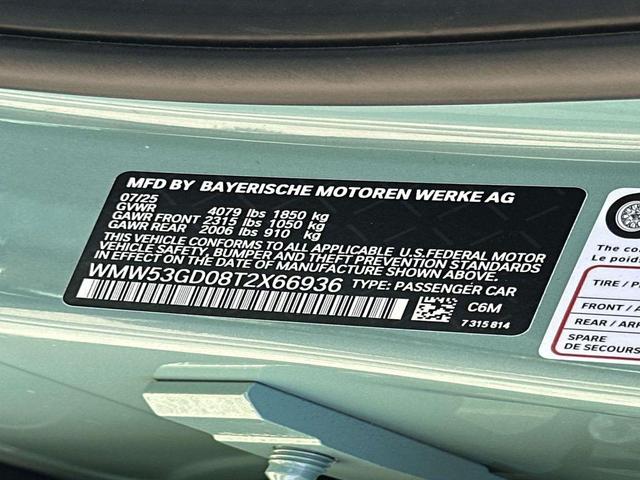 MFD BY BAYERISCHE MOTOREN WERKE AG
07/25
GVWR 4079 lbs 1850 kg
GAWR FRONT 2315 lbs 1050 kg
GAWR REAR 2006 lbs 910 kg
THIS VEHICLE CONFORMS TO ALL APPLICABLE U.S.FEDERAL MOTOR
VEHICLE SAFETY, BUMPER AND THEFT PREVENTION STANDARDS
IN EFFECT ON THE DATE OF MANUFACTURE SHOWN ABOVE.
WMW53GD08T2X66936 TYPE: PASSENGER CAR
C6M
7 315 814
The co
Le poid
TIRE / P
FRONT / A
REAR / ARR
SPARE
DE SECOURS